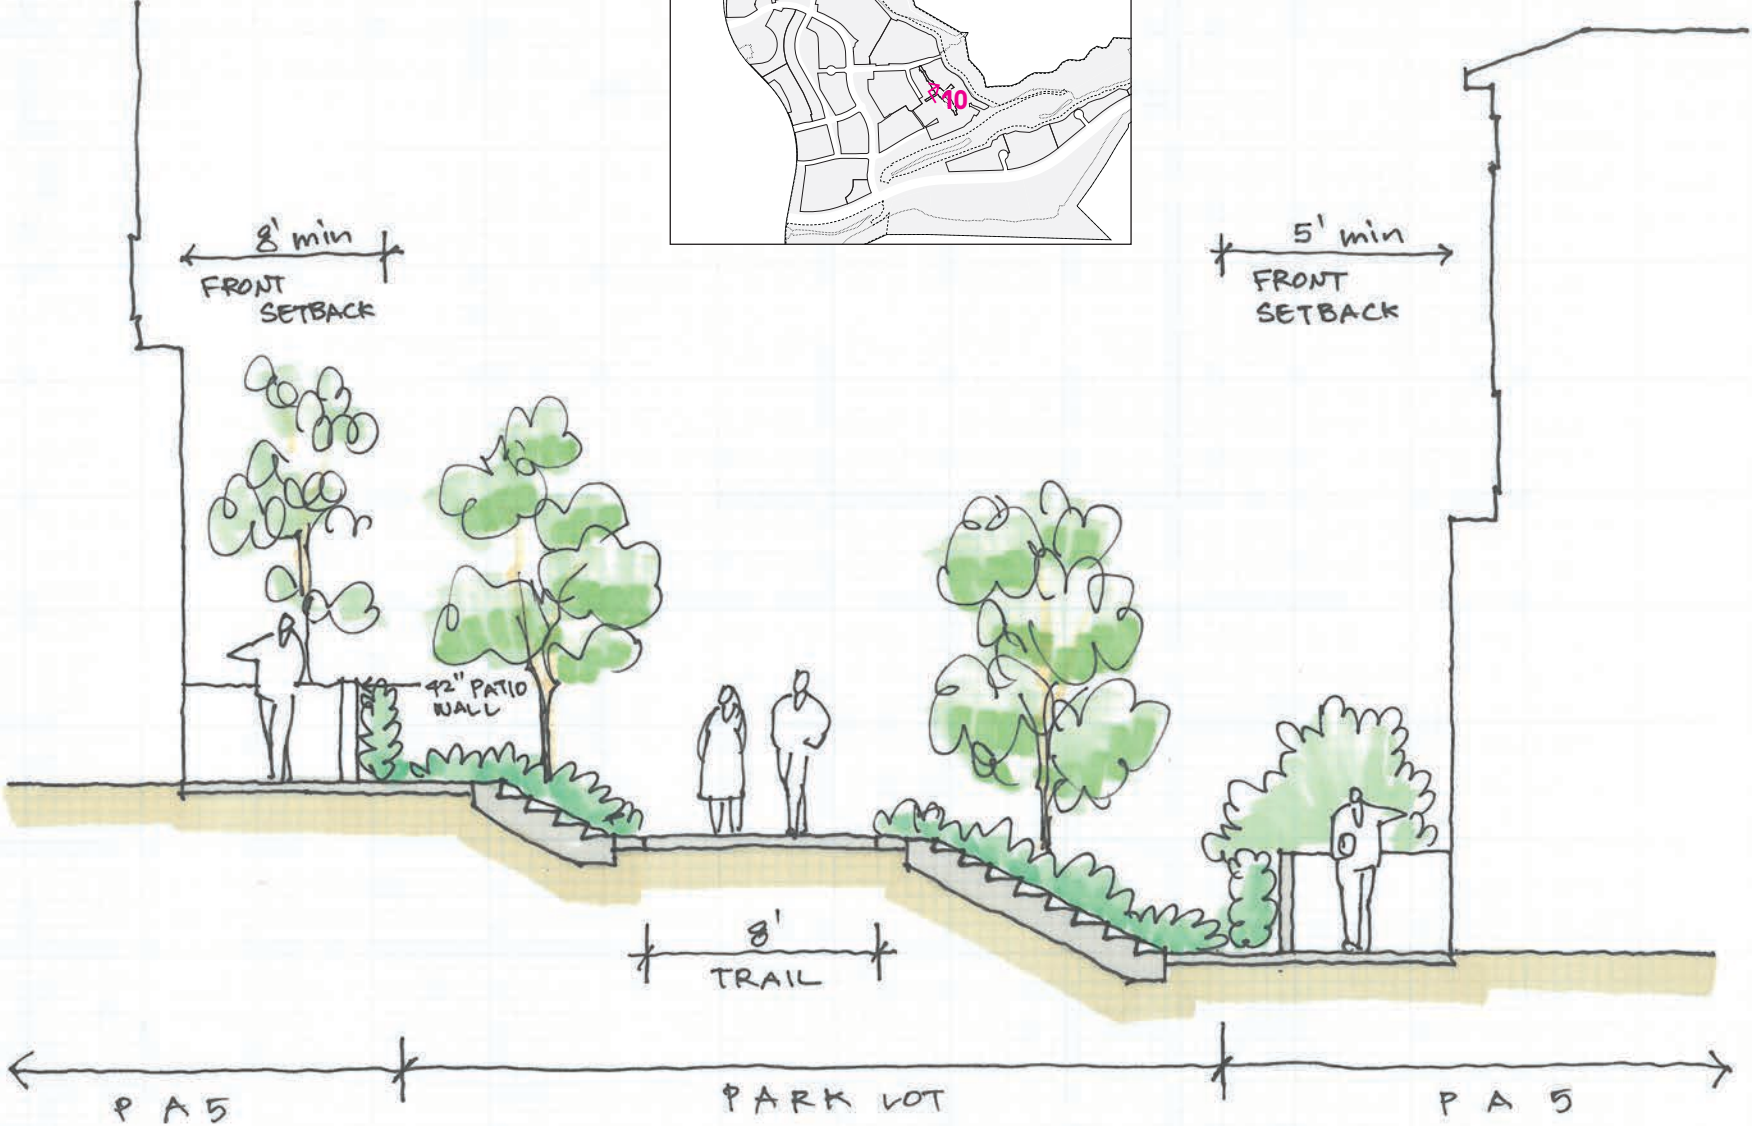 10
8' min
FRONT
SETBACK
5' min
FRONT
SETBACK
42" PATIO
WALL
8'
TRAIL
PA5
PARK LOT
PA5